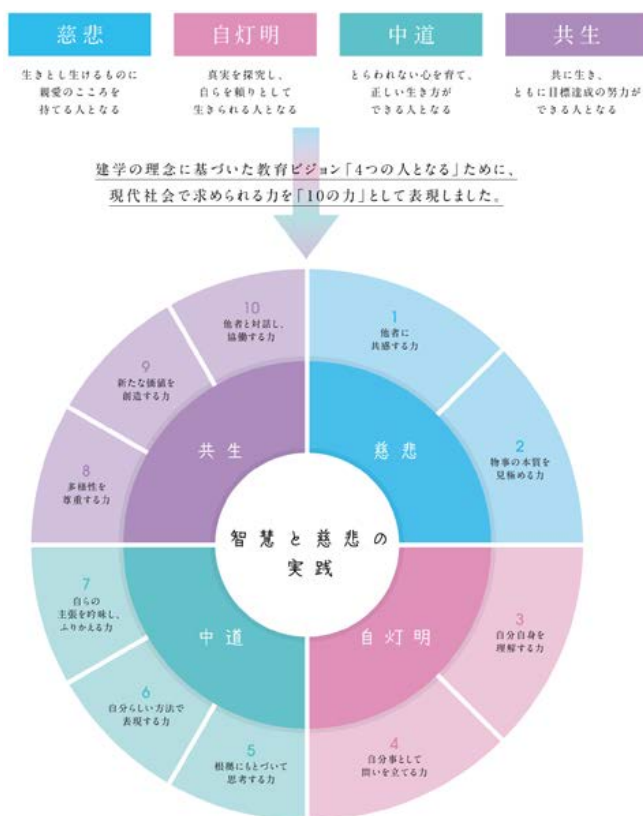 慈悲
生きとし生けるものに
親愛のこころを
持てる人となる
自灯明
真実を探究し、
自らを頼りとして
生きられる人となる
中道
とらわれない心を育て、
正しい生き方が
できる人となる
共生
共に生き、
ともに目標達成の努力が
できる人となる
建学の理念に基づいた教育ビジョン「4つの人となる」ために、
現代社会で求められる力を「10の力」として表現しました。
智慧と慈悲の
実践
慈悲
1
他者に
共感する力
2
物事の本質を
見極める力
自灯明
3
自分自身を
理解する力
4
自分事として
問いを立てる力
中道
5
根拠にもとづいて
思考する力
6
自分らしい方法で
表現する力
7
自らの
主張を吟味し、
ふりかえる力
共生
8
多様性を
尊重する力
9
新たな価値を
創造する力
10
他者と対話し、
協働する力